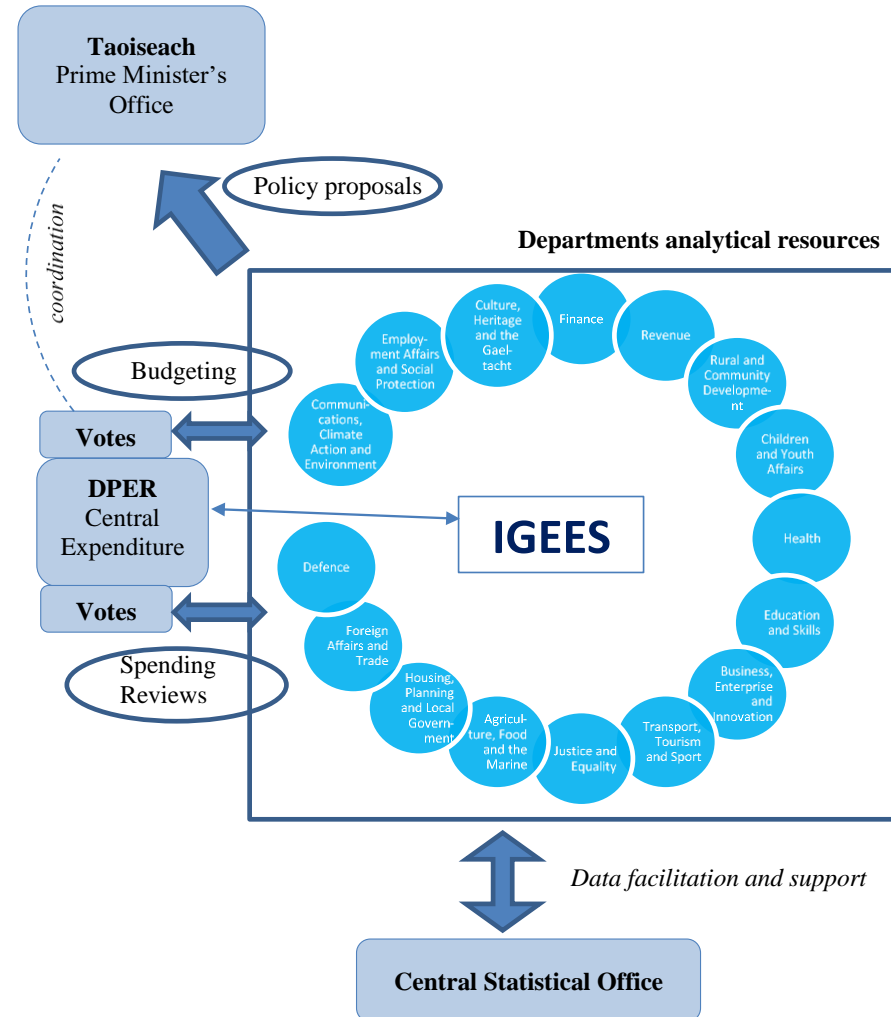 Taoiseach
Prime Minister's
Office
Policy proposals
coordination
Departments analytical resources
Budgeting
Votes
DPER
Central
Expenditure
Votes
Spending
Reviews
Communi-
cations,
Climate
Action and
Environment
Employ-
ment Affairs
and Social
Protection
Culture,
Heritage
and the
Gael-
tacht
Finance
Revenue
Rural and
Community
Developme-
nt
Children
and Youth
Affairs
Health
Education
and Skills
Business,
Enterprise
and
Innovation
Transport,
Tourism
and Sport
Justice and
Equality
Agricul-
ture, Food
and the
Marine
Housing,
Planning
and Local
Govern-
ment
Foreign
Affairs and
Trade
Defence
IGEES
Data facilitation and support
Central Statistical Office